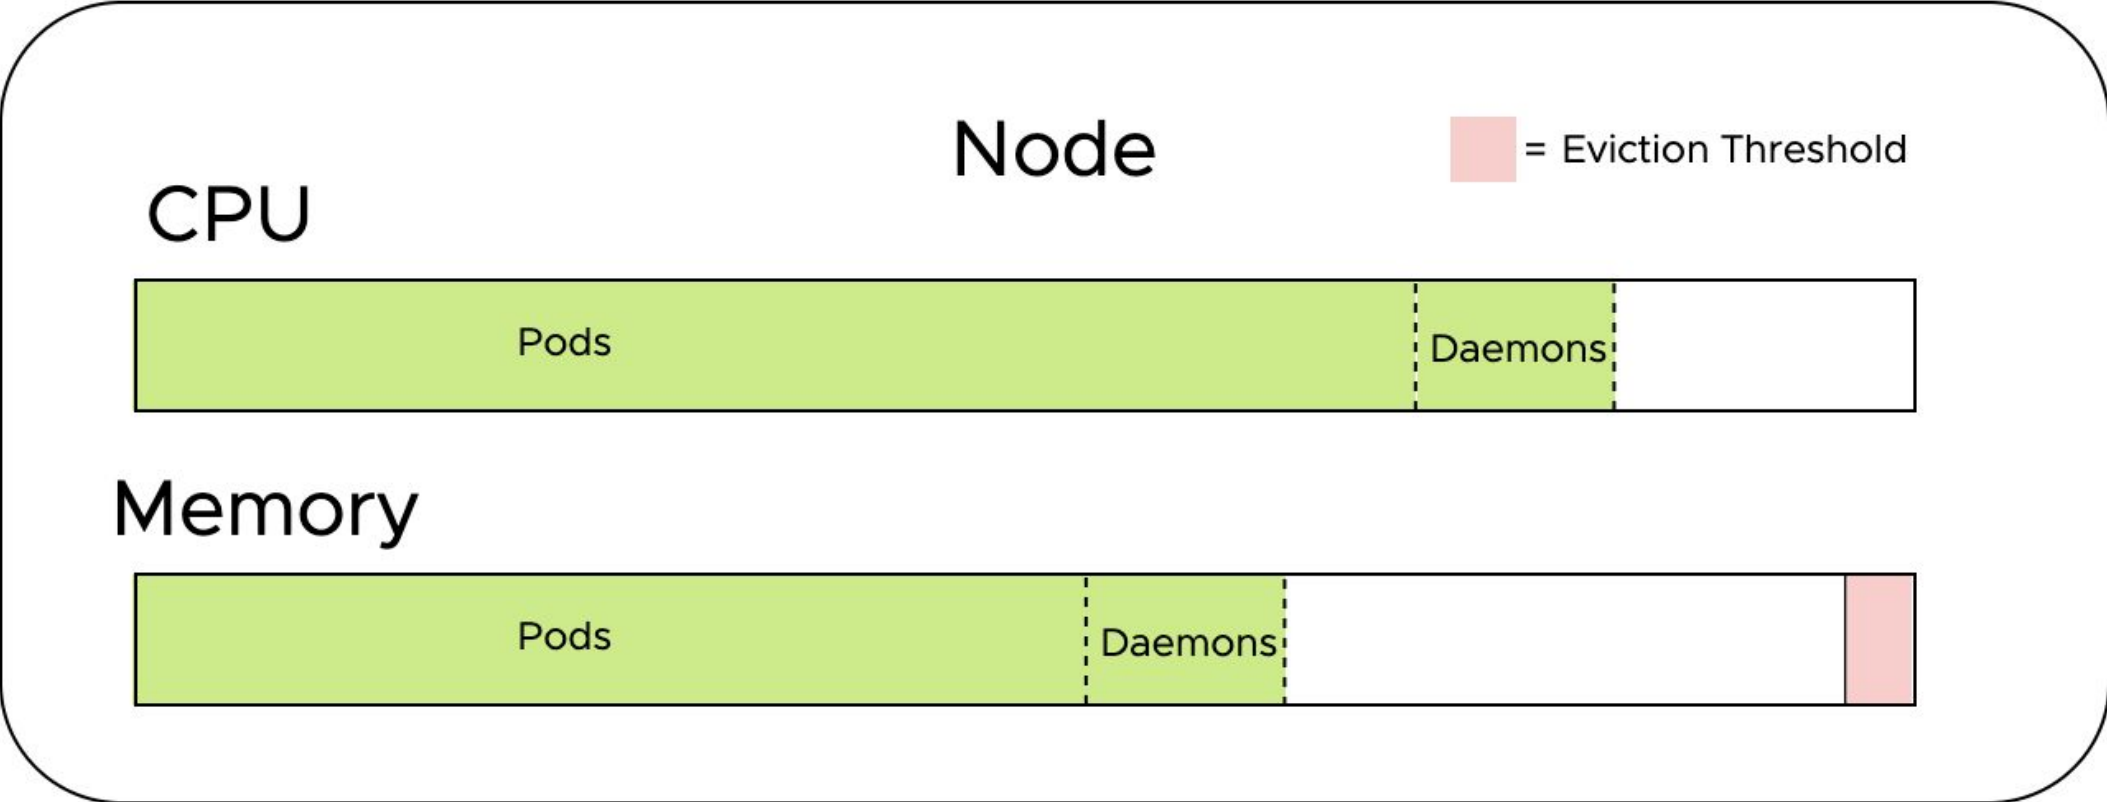 Node
= Eviction Threshold
CPU
Pods
Daemons
Memory
Pods
Daemons